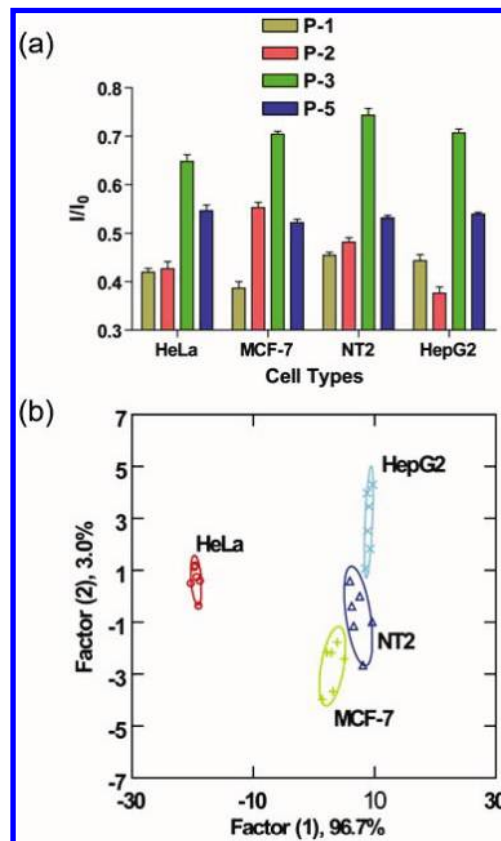 (a)
P-1
P-2
P-3
P-5
0.8
0.7
0.6
0.5
0.4
0.3
I/I0
HeLa MCF-7 NT2 HepG2
Cell Types
(b)
7
5
3
1
-1
-3
-5
-7
Factor (2), 3.0%
HepG2
HeLa
NT2
MCF-7
-30 -10 10 30
Factor (1), 96.7%